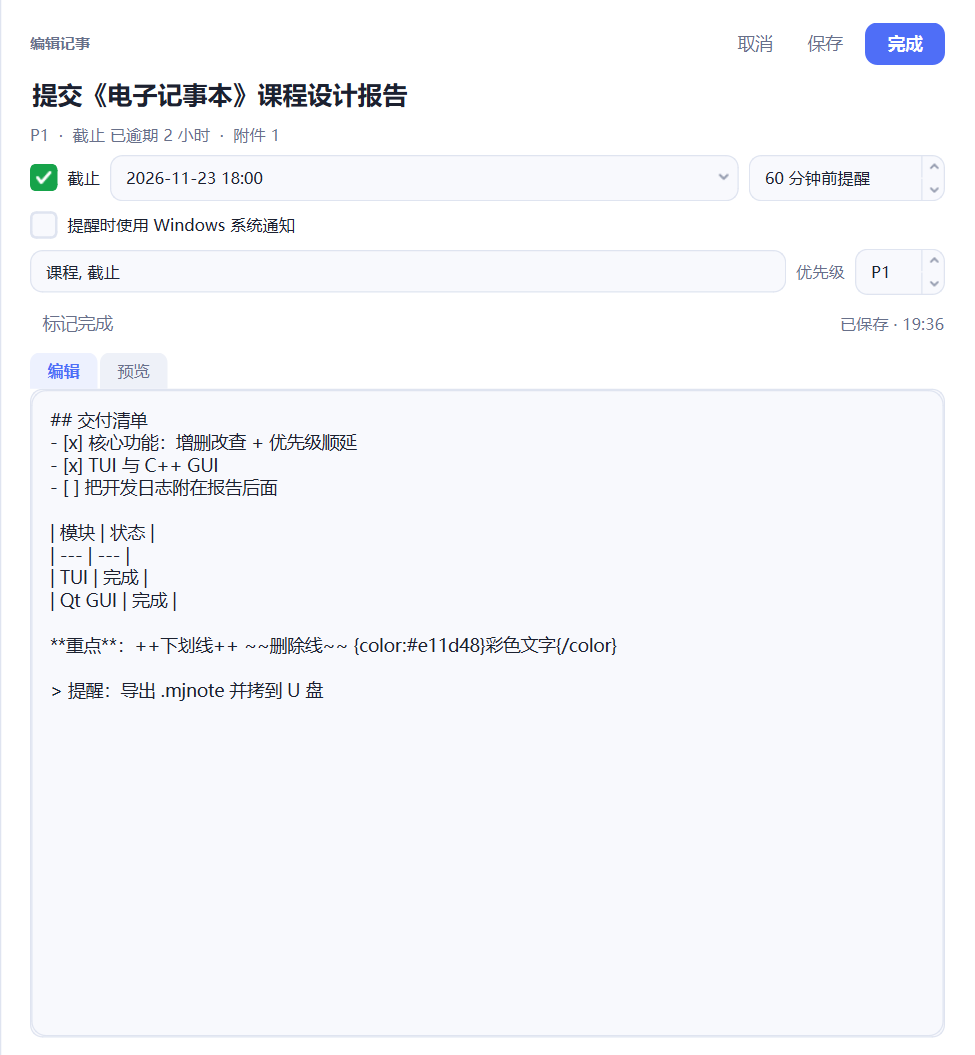 编辑记事 取消 保存 完成
提交《电子记事本》课程设计报告
P1 · 截止 已逾期 2 小时 · 附件 1
截止 2026-11-23 18:00 60 分钟前提醒
提醒时使用 Windows 系统通知
课程, 截止 优先级 P1
标记完成 已保存 · 19:36
编辑 预览
## 交付清单
- [x] 核心功能：增删改查 + 优先级顺延
- [x] TUI 与 C++ GUI
- [ ] 把开发日志附在报告后面
| 模块 | 状态 |
| --- | --- |
| TUI | 完成 |
| Qt GUI | 完成 |
**重点**：++下划线++ ~~删除线~~ {color:#e11d48}彩色文字{/color}
> 提醒：导出 .mjnote 并拷到 U 盘